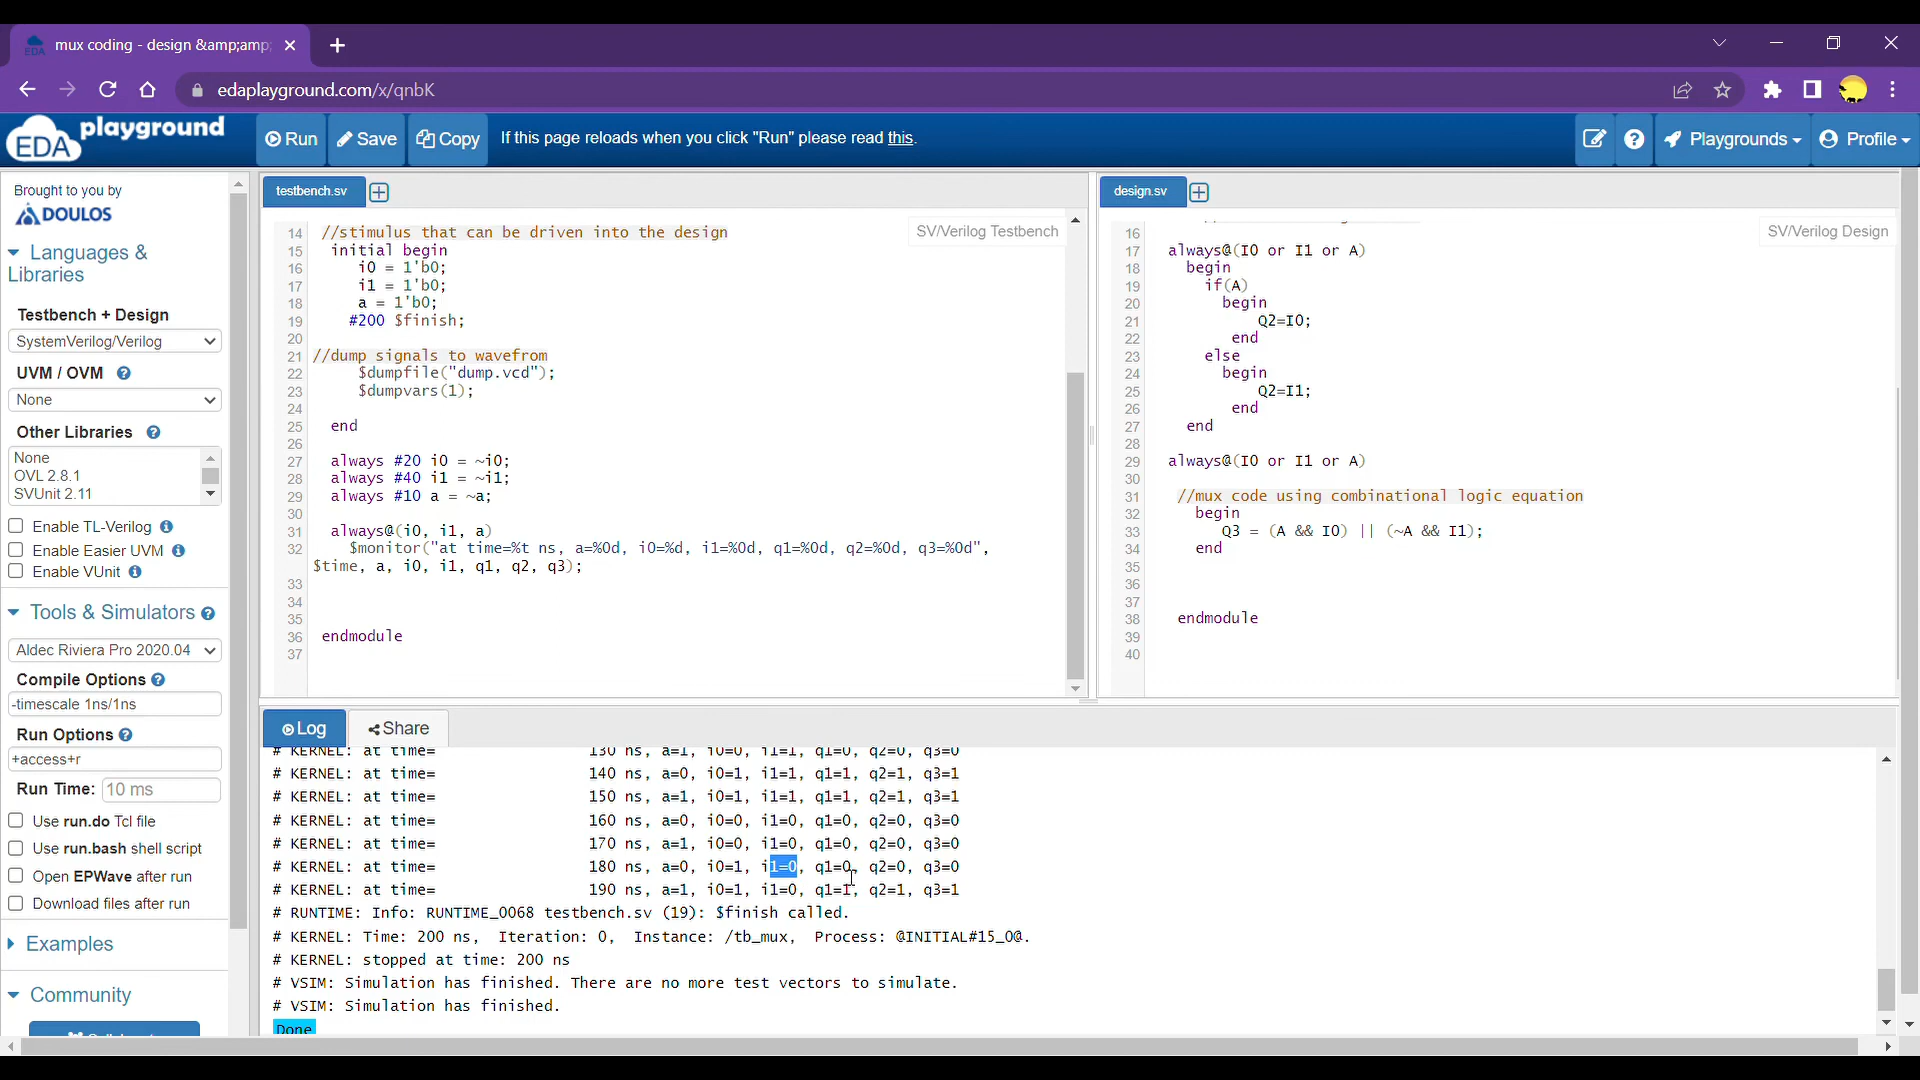 mux coding - design &amp;amp;
edaplayground.com/x/qnbK
EDA playground
Run
Save
Copy
If this page reloads when you click "Run" please read this.
Playgrounds
Profile
Brought to you by
DOULOS
Languages &
Libraries
Testbench + Design
SystemVerilog/Verilog
UVM / OVM
None
Other Libraries
None
OVL 2.8.1
SVUnit 2.11
Enable TL-Verilog
Enable Easier UVM
Enable VUnit
Tools & Simulators
Aldec Riviera Pro 2020.04
Compile Options
-timescale 1ns/1ns
Run Options
+access+r
Run Time: 10 ms
Use run.do Tcl file
Use run.bash shell script
Open EPWave after run
Download files after run
Examples
Community
testbench.sv
SV/Verilog Testbench
14 //stimulus that can be driven into the design
15 initial begin
16 i0 = 1'b0;
17 i1 = 1'b0;
18 a = 1'b0;
19 #200 $finish;
20
21 //dump signals to wavefrom
22 $dumpfile("dump.vcd");
23 $dumpvars(1);
24
25 end
26
27 always #20 i0 = ~i0;
28 always #40 i1 = ~i1;
29 always #10 a = ~a;
30
31 always@(i0, i1, a)
32 $monitor("at time=%t ns, a=%0d, i0=%d, i1=%0d, q1=%0d, q2=%0d, q3=%0d",
$time, a, i0, i1, q1, q2, q3);
33
34
35
36 endmodule
37
design.sv
SV/Verilog Design
16
17 always@(I0 or I1 or A)
18 begin
19 if(A)
20 begin
21 Q2=I0;
22 end
23 else
24 begin
25 Q2=I1;
26 end
27 end
28
29 always@(I0 or I1 or A)
30
31 //mux code using combinational logic equation
32 begin
33 Q3 = (A && I0) || (~A && I1);
34 end
35
36
37
38 endmodule
39
40
Log
Share
# KERNEL: at time= 130 ns, a=1, i0=0, i1=1, q1=0, q2=0, q3=0
# KERNEL: at time= 140 ns, a=0, i0=1, i1=1, q1=1, q2=1, q3=1
# KERNEL: at time= 150 ns, a=1, i0=1, i1=1, q1=1, q2=1, q3=1
# KERNEL: at time= 160 ns, a=0, i0=0, i1=0, q1=0, q2=0, q3=0
# KERNEL: at time= 170 ns, a=1, i0=0, i1=0, q1=0, q2=0, q3=0
# KERNEL: at time= 180 ns, a=0, i0=1, i1=0, q1=0, q2=0, q3=0
# KERNEL: at time= 190 ns, a=1, i0=1, i1=0, q1=1, q2=1, q3=1
# RUNTIME: Info: RUNTIME_0068 testbench.sv (19): $finish called.
# KERNEL: Time: 200 ns, Iteration: 0, Instance: /tb_mux, Process: @INITIAL#15_0@.
# KERNEL: stopped at time: 200 ns
# VSIM: Simulation has finished. There are no more test vectors to simulate.
# VSIM: Simulation has finished.
Done